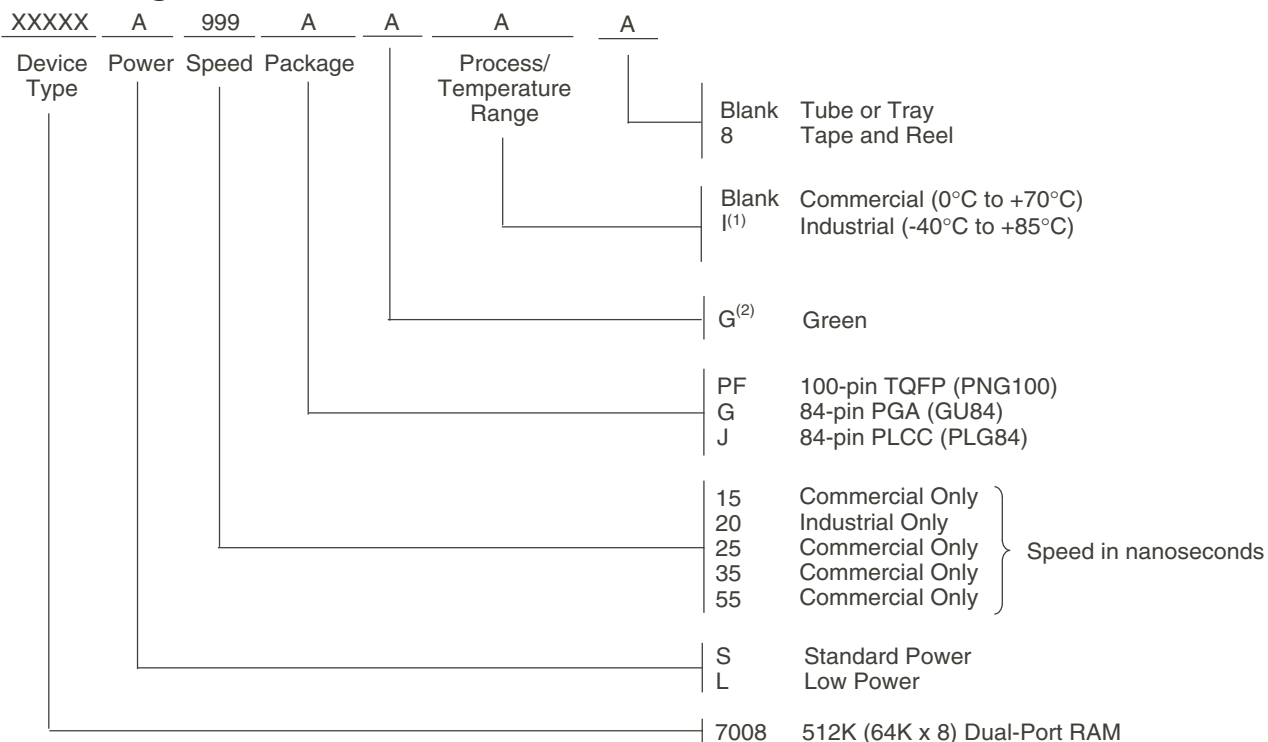 XXXXX A 999 A A A A
Device Type Power Speed Package Process/ Temperature Range
Blank Tube or Tray
8 Tape and Reel
Blank Commercial (0°C to +70°C)
I(1) Industrial (-40°C to +85°C)
G(2) Green
PF 100-pin TQFP (PNG100)
G 84-pin PGA (GU84)
J 84-pin PLCC (PLG84)
15 Commercial Only
20 Industrial Only
25 Commercial Only
35 Commercial Only
55 Commercial Only
Speed in nanoseconds
S Standard Power
L Low Power
7008 512K (64K x 8) Dual-Port RAM